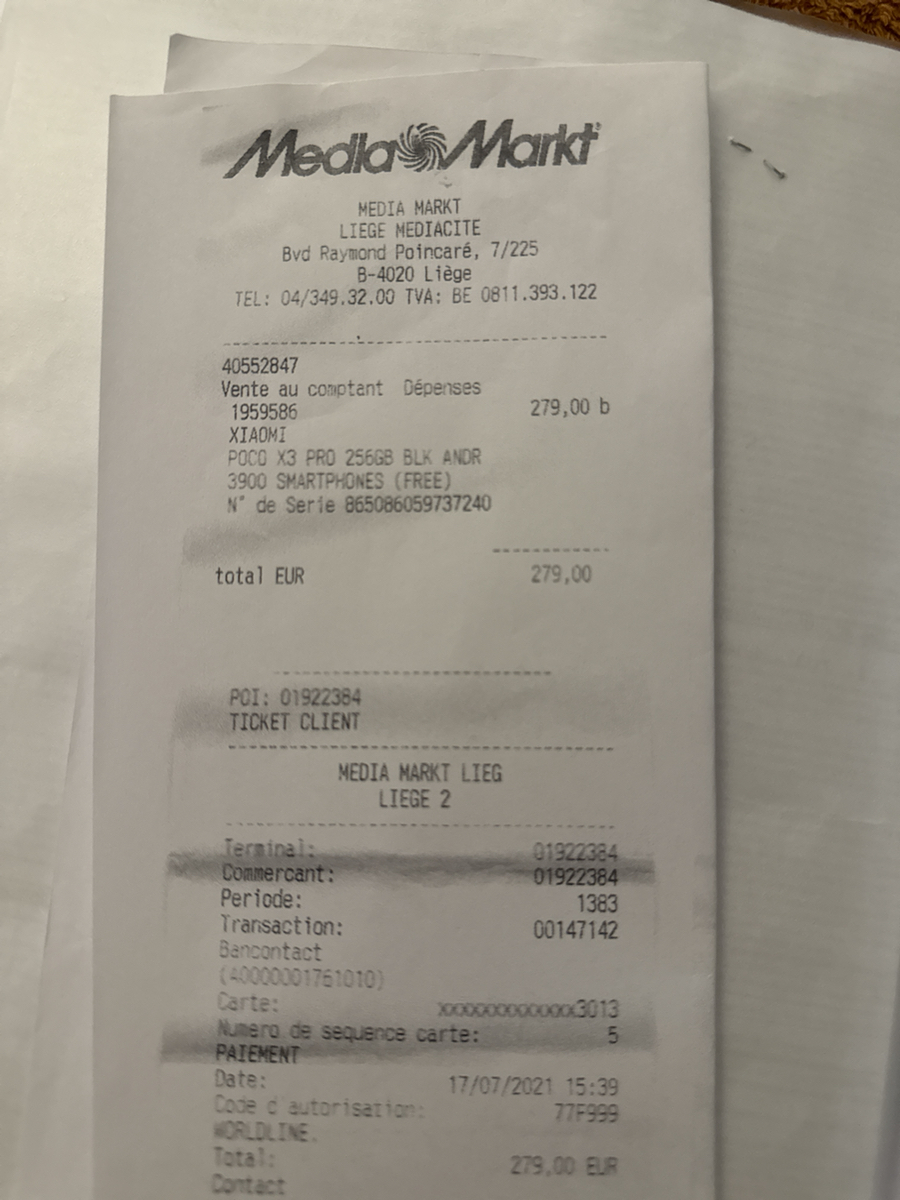 Media Markt
MEDIA MARKT
LIEGE MEDIACITE
Bvd Raymond Poincaré, 7/225
B-4020 Liège
TEL: 04/349.32.00 TVA: BE 0811.393.122
40552847
Vente au comptant Dépenses
1959586 279,00 b
XIAOMI
POCO X3 PRO 256GB BLK ANDR
3900 SMARTPHONES (FREE)
N° de Serie 865086059737240
total EUR 279,00
POI: 01922384
TICKET CLIENT
MEDIA MARKT LIEG
LIEGE 2
Terminal: 01922384
Commercant: 01922384
Periode: 1383
Transaction: 00147142
Bancontact
(40000001761010)
Carte: xxxxxxxxxxxxx3013
Numero de sequence carte: 5
PAIEMENT
Date: 17/07/2021 15:39
Code d'autorisation: 77F999
WORLDLINE.
Total: 279,00 EUR
Contact